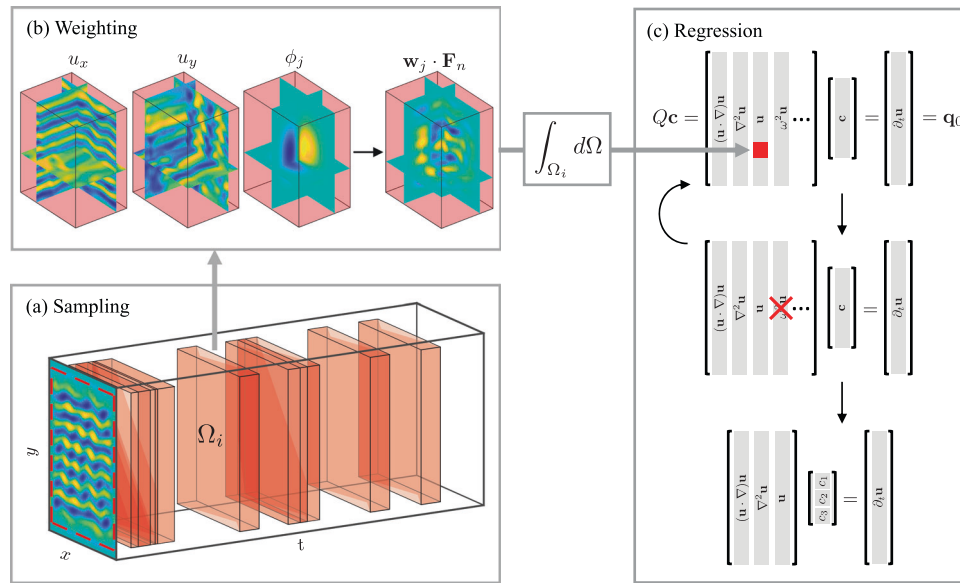 (b) Weighting
u_x u_y ϕ_j w_j · F_n
∫_{Ω_i} dΩ
(a) Sampling
Ω_i
y
x
t
(c) Regression
Qc = [ (u · ∇)u ∇²u u ω²u ••• ] [ c ] = [ ∂_t u ] = q_0
[ (u · ∇)u ∇²u u ω²u ••• ] [ c ] = [ ∂_t u ]
[ (u · ∇)u ∇²u u ] [ c_3 c_2 c_1 ] = [ ∂_t u ]